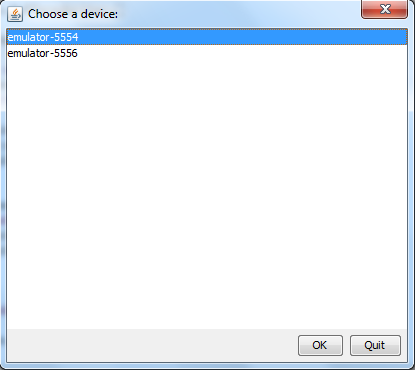 Choose a device:
emulator-5554
emulator-5556
OK
Quit